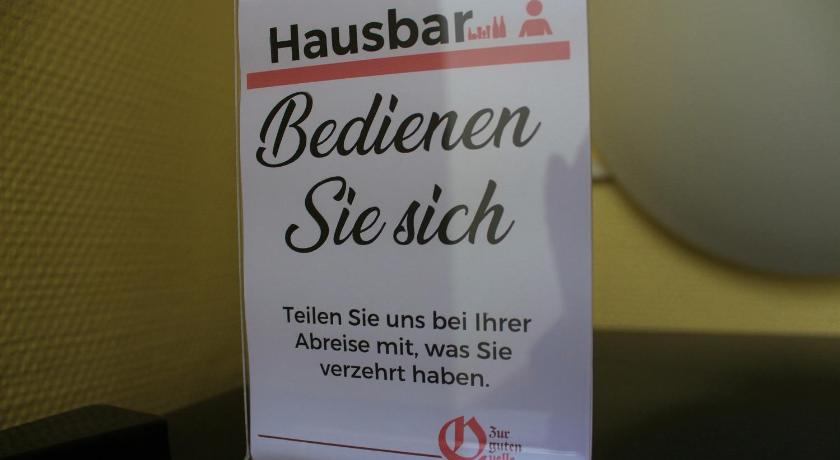 Hausbar
Bedienen
Sie sich
Teilen Sie uns bei Ihrer
Abreise mit, was Sie
verzehrt haben.
Zur
guten